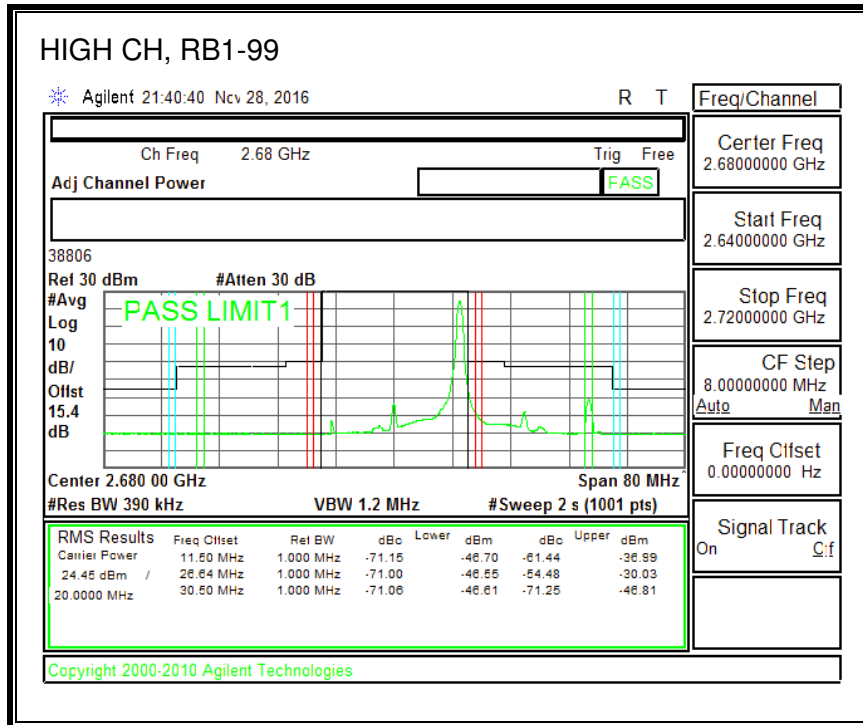 HIGH CH, RB1-99
Agilent 21:40:40 Nov 28, 2016 R T
Freq/Channel
Ch Freq 2.68 GHz Trig Free
Adj Channel Power FASS
Center Freq
2.68000000 GHz
Start Freq
2.64000000 GHz
Stop Freq
2.72000000 GHz
CF Step
8.00000000 MHz
Auto Man
Freq Offset
0.00000000 Hz
Signal Track
On Off
38806
Ref 30 dBm #Atten 30 dB
#Avg
Log
10
dB/
Offst
15.4
dB
PASS LIMIT1
Center 2.680 00 GHz Span 80 MHz
#Res BW 390 kHz VBW 1.2 MHz #Sweep 2 s (1001 pts)
RMS Results Freq Offset Ref BW dBc Lower dBm dBc Upper dBm
Carrier Power 11.50 MHz 1.000 MHz -71.15 -46.70 -61.44 -36.99
24.45 dBm / 26.64 MHz 1.000 MHz -71.00 -46.55 -54.48 -30.03
20.0000 MHz 30.50 MHz 1.000 MHz -71.06 -46.61 -71.25 -46.81
Copyright 2000-2010 Agilent Technologies